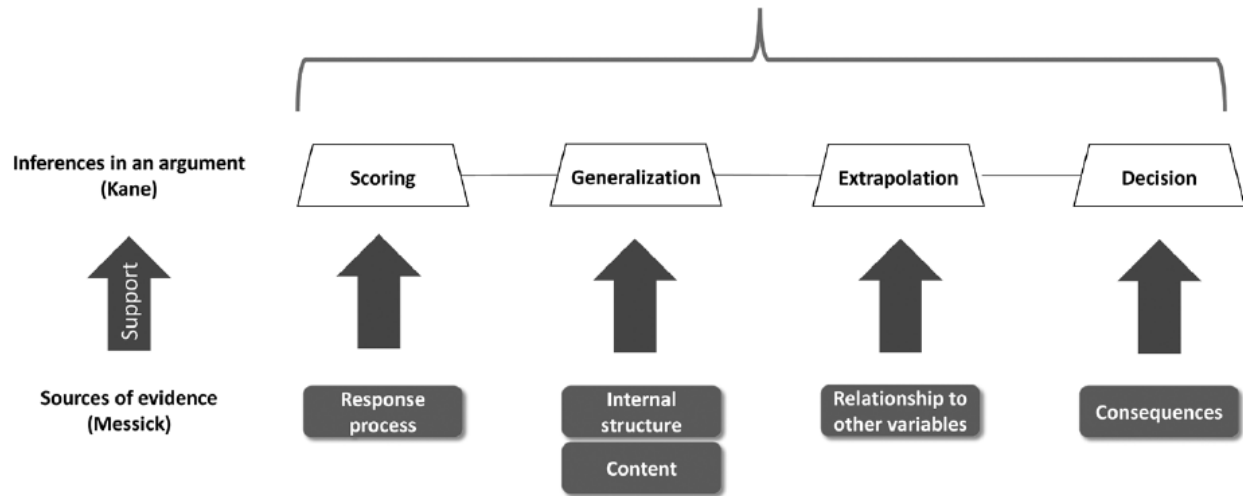 Inferences in an argument
(Kane)
Scoring
Generalization
Extrapolation
Decision
Support
Sources of evidence
(Messick)
Response
process
Internal
structure
Content
Relationship to
other variables
Consequences